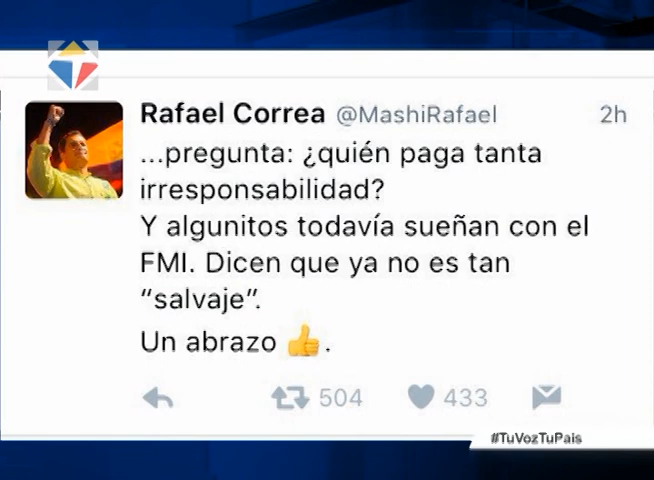 Rafael Correa @MashiRafael 2h
...pregunta: ¿quién paga tanta
irresponsabilidad?
Y algunitos todavía sueñan con el
FMI. Dicen que ya no es tan
“salvaje”.
Un abrazo 👍.
504 433
#TuVozTuPais